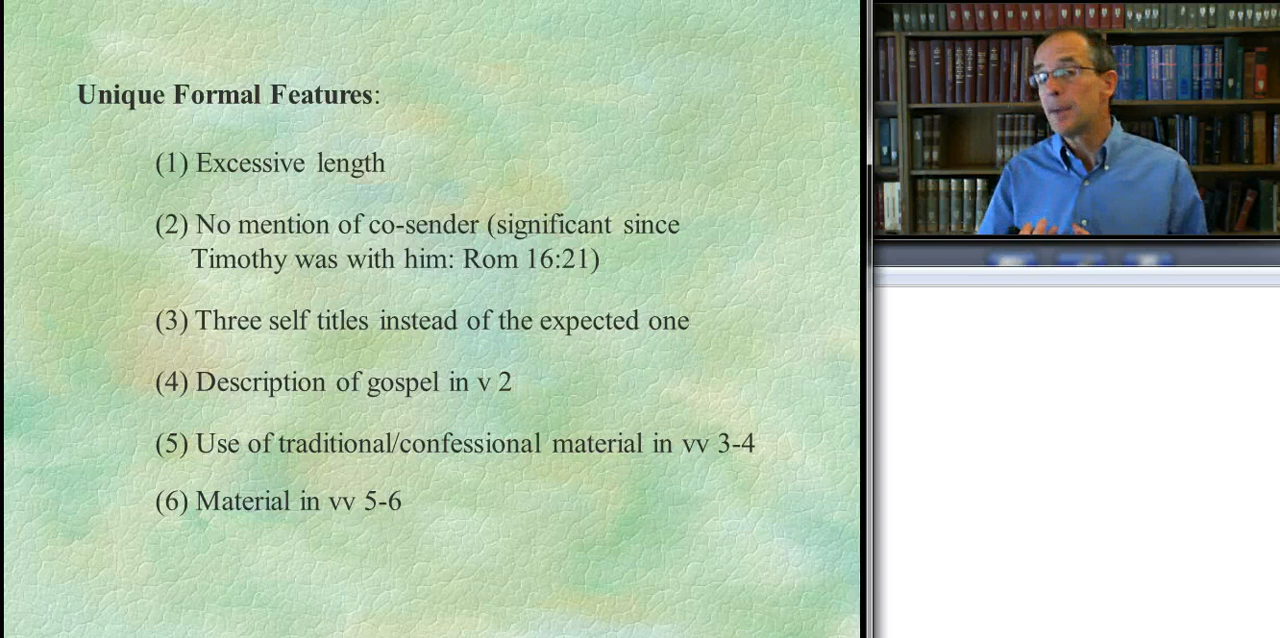 Unique Formal Features:
(1) Excessive length
(2) No mention of co-sender (significant since
Timothy was with him: Rom 16:21)
(3) Three self titles instead of the expected one
(4) Description of gospel in v 2
(5) Use of traditional/confessional material in vv 3-4
(6) Material in vv 5-6